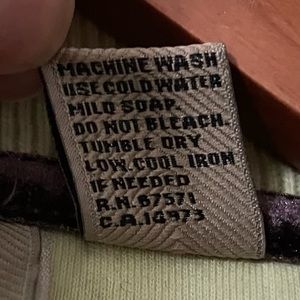 MACHINE WASH
USE COLD WATER
MILD SOAP.
DO NOT BLEACH.
TUMBLE DRY
LOW. COOL IRON
IF NEEDED
R.N. 67571
C.A. 14973